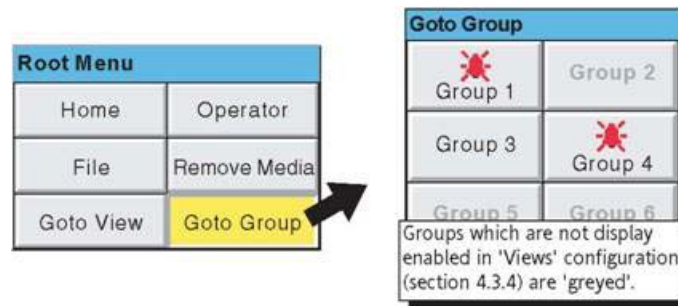 Root Menu
Home
Operator
File
Remove Media
Goto View
Goto Group
Goto Group
Group 1
Group 2
Group 3
Group 4
Group 5
Group 6
Groups which are not display
enabled in 'Views' configuration
(section 4.3.4) are 'greyed'.